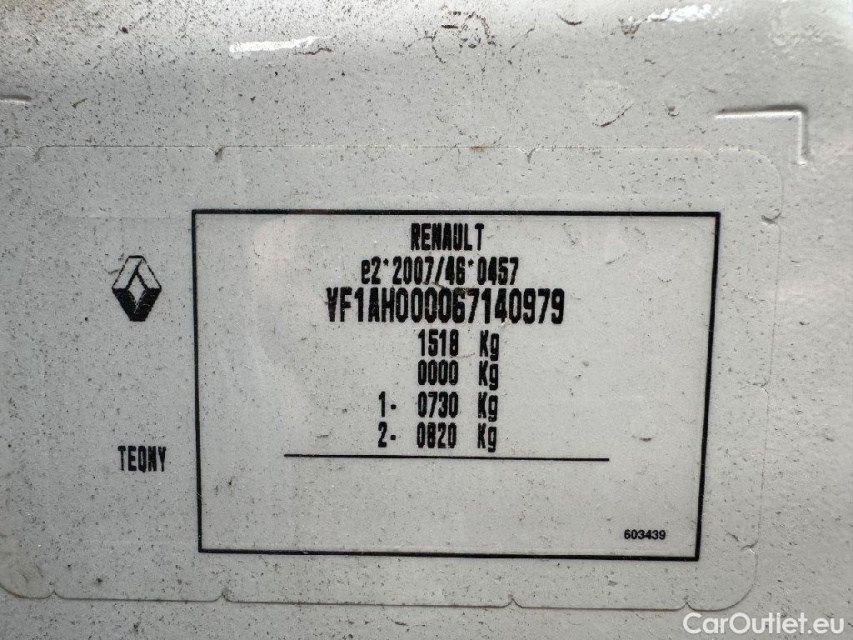 RENAULT
e2*2007/46*0457
VF1AH000067140979
1518 Kg
0000 Kg
1- 0730 Kg
2- 0820 Kg
TEQNY
603439
CarOutlet.eu